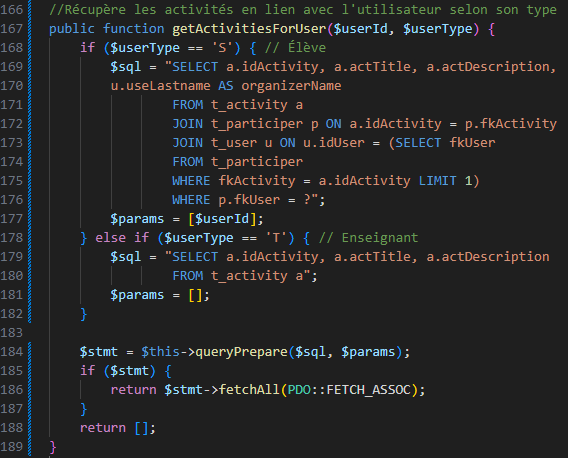 166 //Récupère les activités en lien avec l'utilisateur selon son type
167 public function getActivitiesForUser($userId, $userType) {
168     if ($userType == 'S') { // Élève
169         $sql = "SELECT a.idActivity, a.actTitle, a.actDescription,
170         u.useLastname AS organizerName
171                 FROM t_activity a
172                 JOIN t_participer p ON a.idActivity = p.fkActivity
173                 JOIN t_user u ON u.idUser = (SELECT fkUser
174                 FROM t_participer
175                 WHERE fkActivity = a.idActivity LIMIT 1)
176                 WHERE p.fkUser = ?";
177         $params = [$userId];
178     } else if ($userType == 'T') { // Enseignant
179         $sql = "SELECT a.idActivity, a.actTitle, a.actDescription
180                 FROM t_activity a";
181         $params = [];
182     }
183
184     $stmt = $this->queryPrepare($sql, $params);
185     if ($stmt) {
186         return $stmt->fetchAll(PDO::FETCH_ASSOC);
187     }
188     return [];
189 }